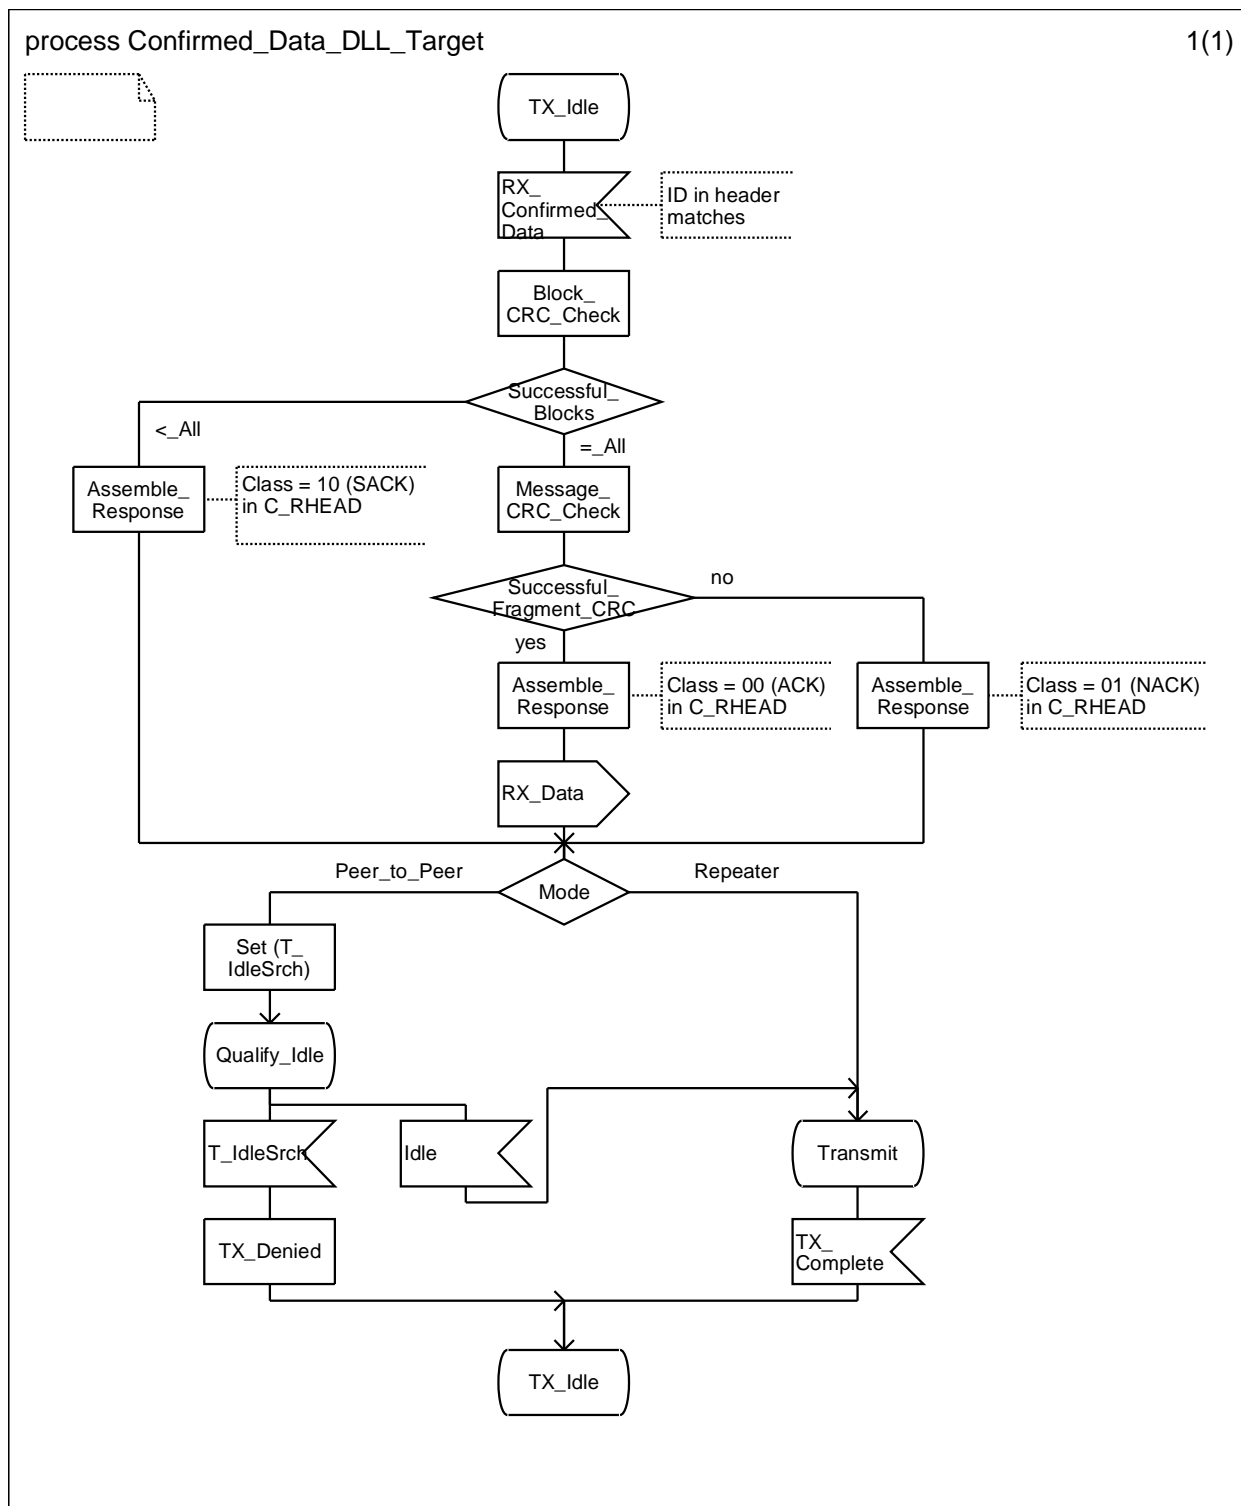 process Confirmed_Data_DLL_Target
1(1)
TX_Idle
RX_
Confirmed_
Data
ID in header
matches
Block_
CRC_Check
Successful_
Blocks
<_All
=_All
Assemble_
Response
Class = 10 (SACK)
in C_RHEAD
Message_
CRC_Check
Successful_
Fragment_CRC
no
yes
Assemble_
Response
Class = 00 (ACK)
in C_RHEAD
Assemble_
Response
Class = 01 (NACK)
in C_RHEAD
RX_Data
Peer_to_Peer
Mode
Repeater
Set (T_
IdleSrch)
Qualify_Idle
T_IdleSrch
Idle
Transmit
TX_Denied
TX_
Complete
TX_Idle